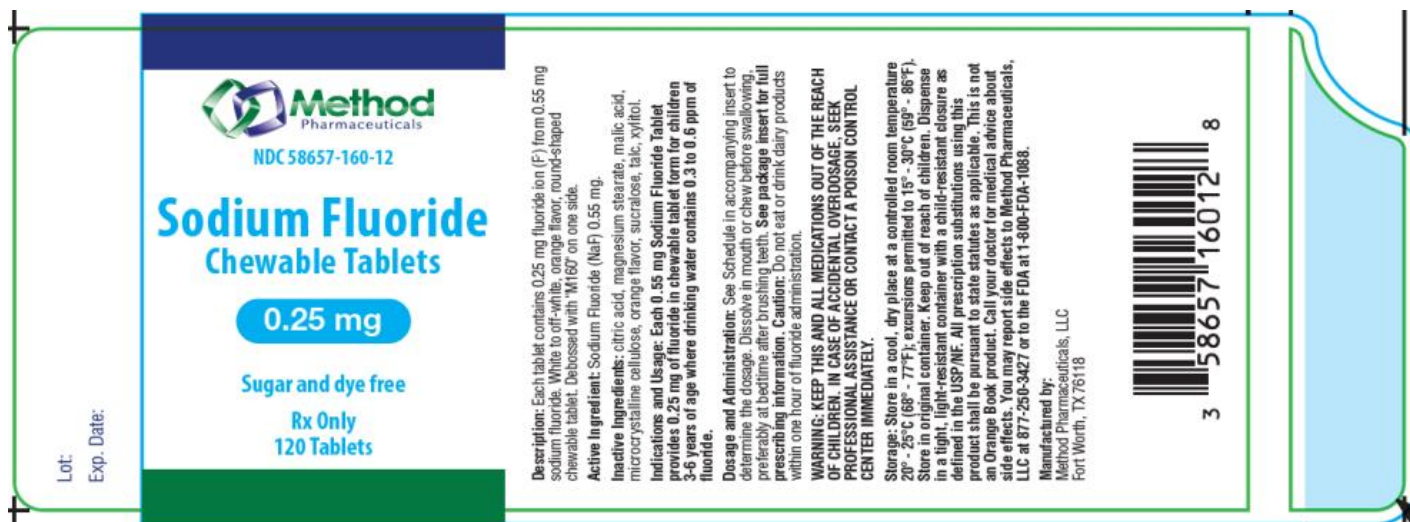 Lot:
Exp. Date:
Method
Pharmaceuticals
NDC 58657-160-12
Sodium Fluoride
Chewable Tablets
0.25 mg
Sugar and dye free
Rx Only
120 Tablets
Description: Each tablet contains 0.25 mg fluoride ion (F) from 0.55 mg
sodium fluoride. White to off-white, orange flavor, round-shaped
chewable tablet. Debossed with "M160" on one side.
Active Ingredient: Sodium Fluoride (NaF) 0.55 mg.
Inactive Ingredients: citric acid, magnesium stearate, malic acid,
microcrystalline cellulose, orange flavor, sucralose, talc, xylitol.
Indications and Usage: Each 0.55 mg Sodium Fluoride Tablet
provides 0.25 mg of fluoride in chewable tablet form for children
3-6 years of age where drinking water contains 0.3 to 0.6 ppm of
fluoride.
Dosage and Administration: See Schedule in accompanying insert to
determine the dosage. Dissolve in mouth or chew before swallowing,
preferably at bedtime after brushing teeth. See package insert for full
prescribing information. Caution: Do not eat or drink dairy products
within one hour of fluoride administration.
WARNING: KEEP THIS AND ALL MEDICATIONS OUT OF THE REACH
OF CHILDREN. IN CASE OF ACCIDENTAL OVERDOSAGE, SEEK
PROFESSIONAL ASSISTANCE OR CONTACT A POISON CONTROL
CENTER IMMEDIATELY.
Storage: Store in a cool, dry place at a controlled room temperature
20° - 25°C (68° - 77°F); excursions permitted to 15° - 30°C (59° - 86°F).
Store in original container. Keep out of reach of children. Dispense
in a tight, light-resistant container with a child-resistant closure as
defined in the USP/NF. All prescription substitutions using this
product shall be pursuant to state statutes as applicable. This is not
an Orange Book product. Call your doctor for medical advice about
side effects. You may report side effects to Method Pharmaceuticals,
LLC at 877-250-3427 or to the FDA at 1-800-FDA-1088.
Manufactured by:
Method Pharmaceuticals, LLC
Fort Worth, TX 76118
3 58657 16012 8